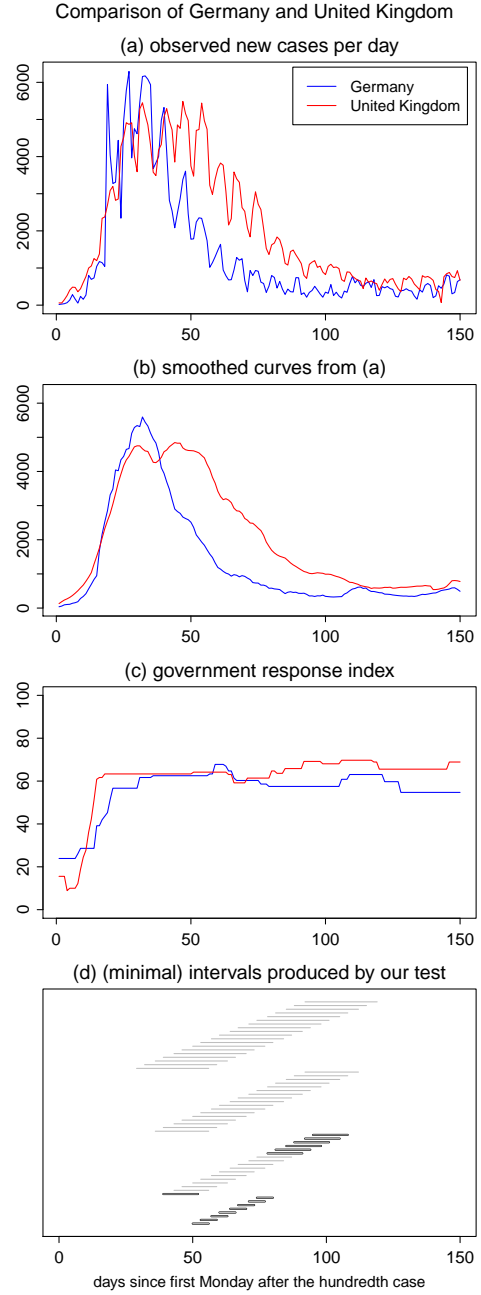 Comparison of Germany and United Kingdom
(a) observed new cases per day
6000
4000
2000
0
Germany
United Kingdom
0 50 100 150
(b) smoothed curves from (a)
6000
4000
2000
0
0 50 100 150
(c) government response index
100
80
60
40
20
0
0 50 100 150
(d) (minimal) intervals produced by our test
0 50 100 150
days since first Monday after the hundredth case